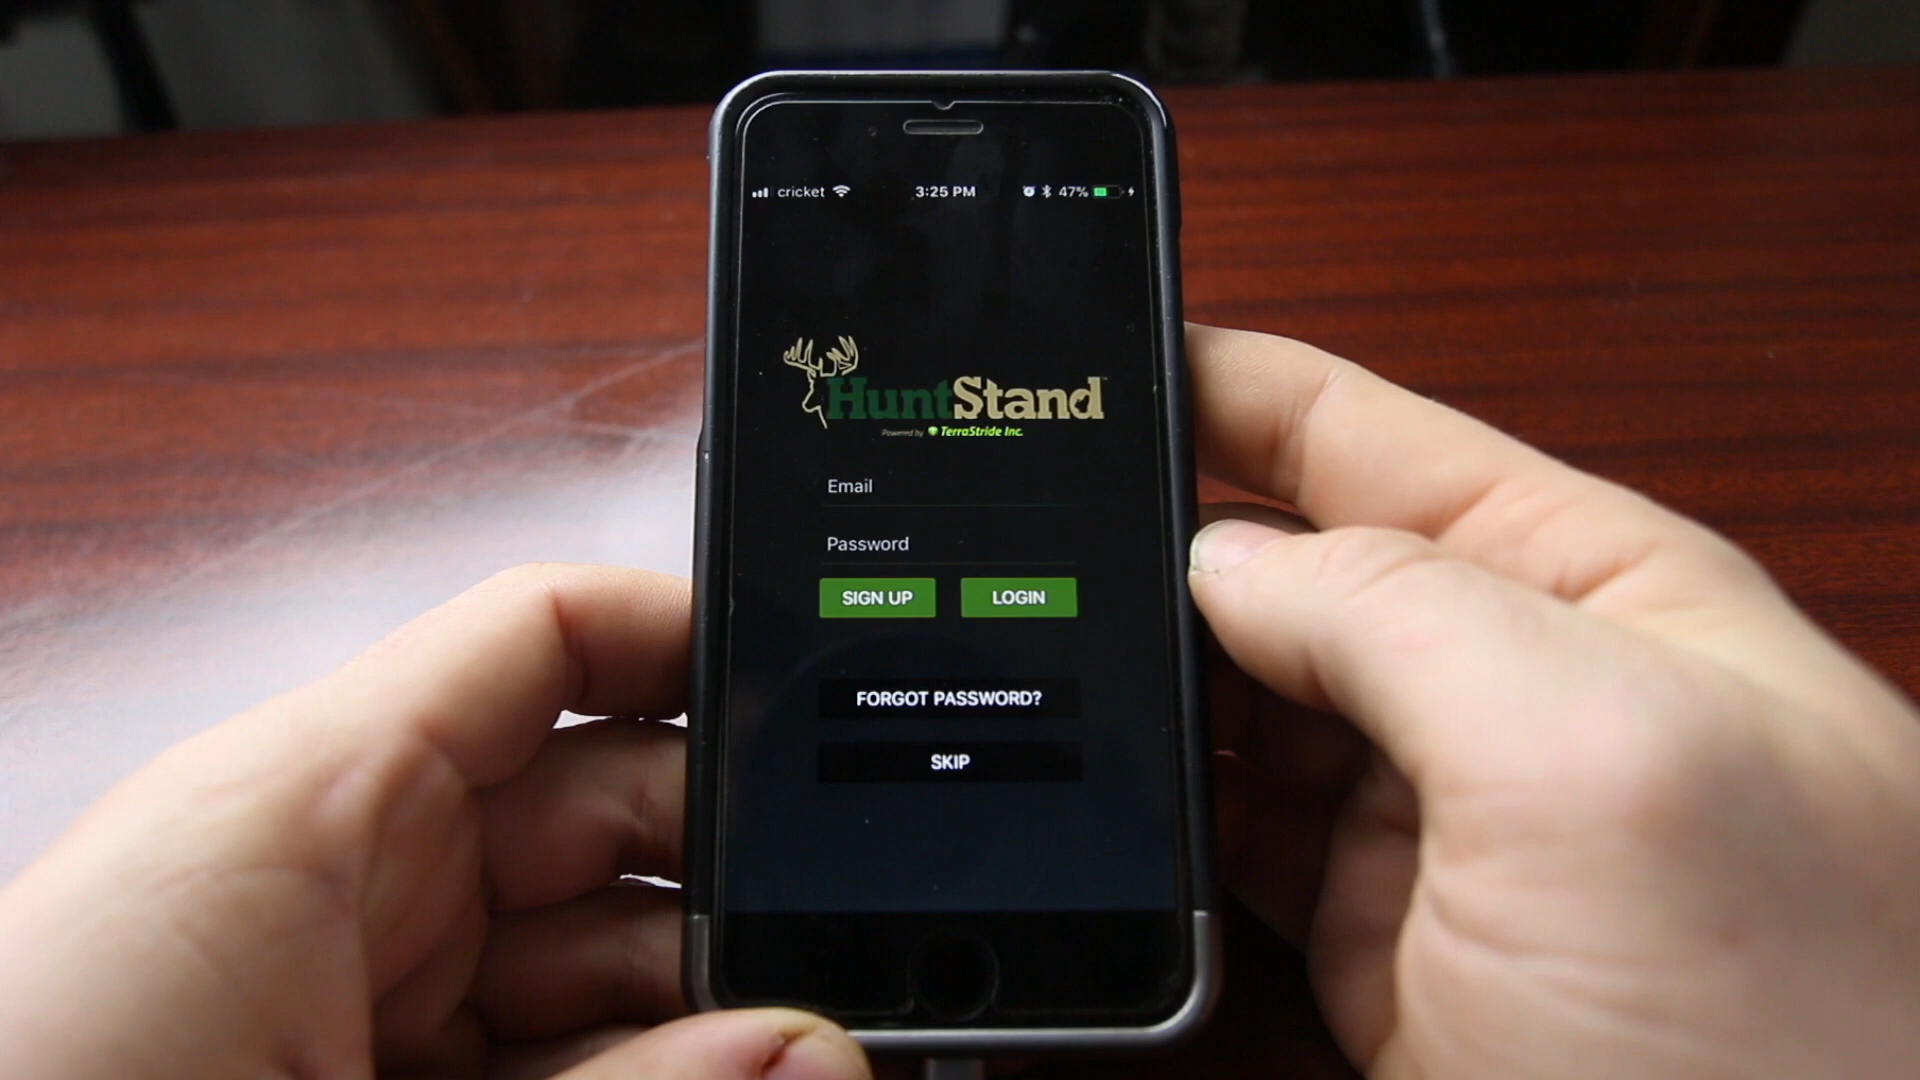 cricket 3:25 PM 47%
HuntStand
Powered by TerraStride Inc.
Email
Password
SIGN UP LOGIN
FORGOT PASSWORD?
SKIP